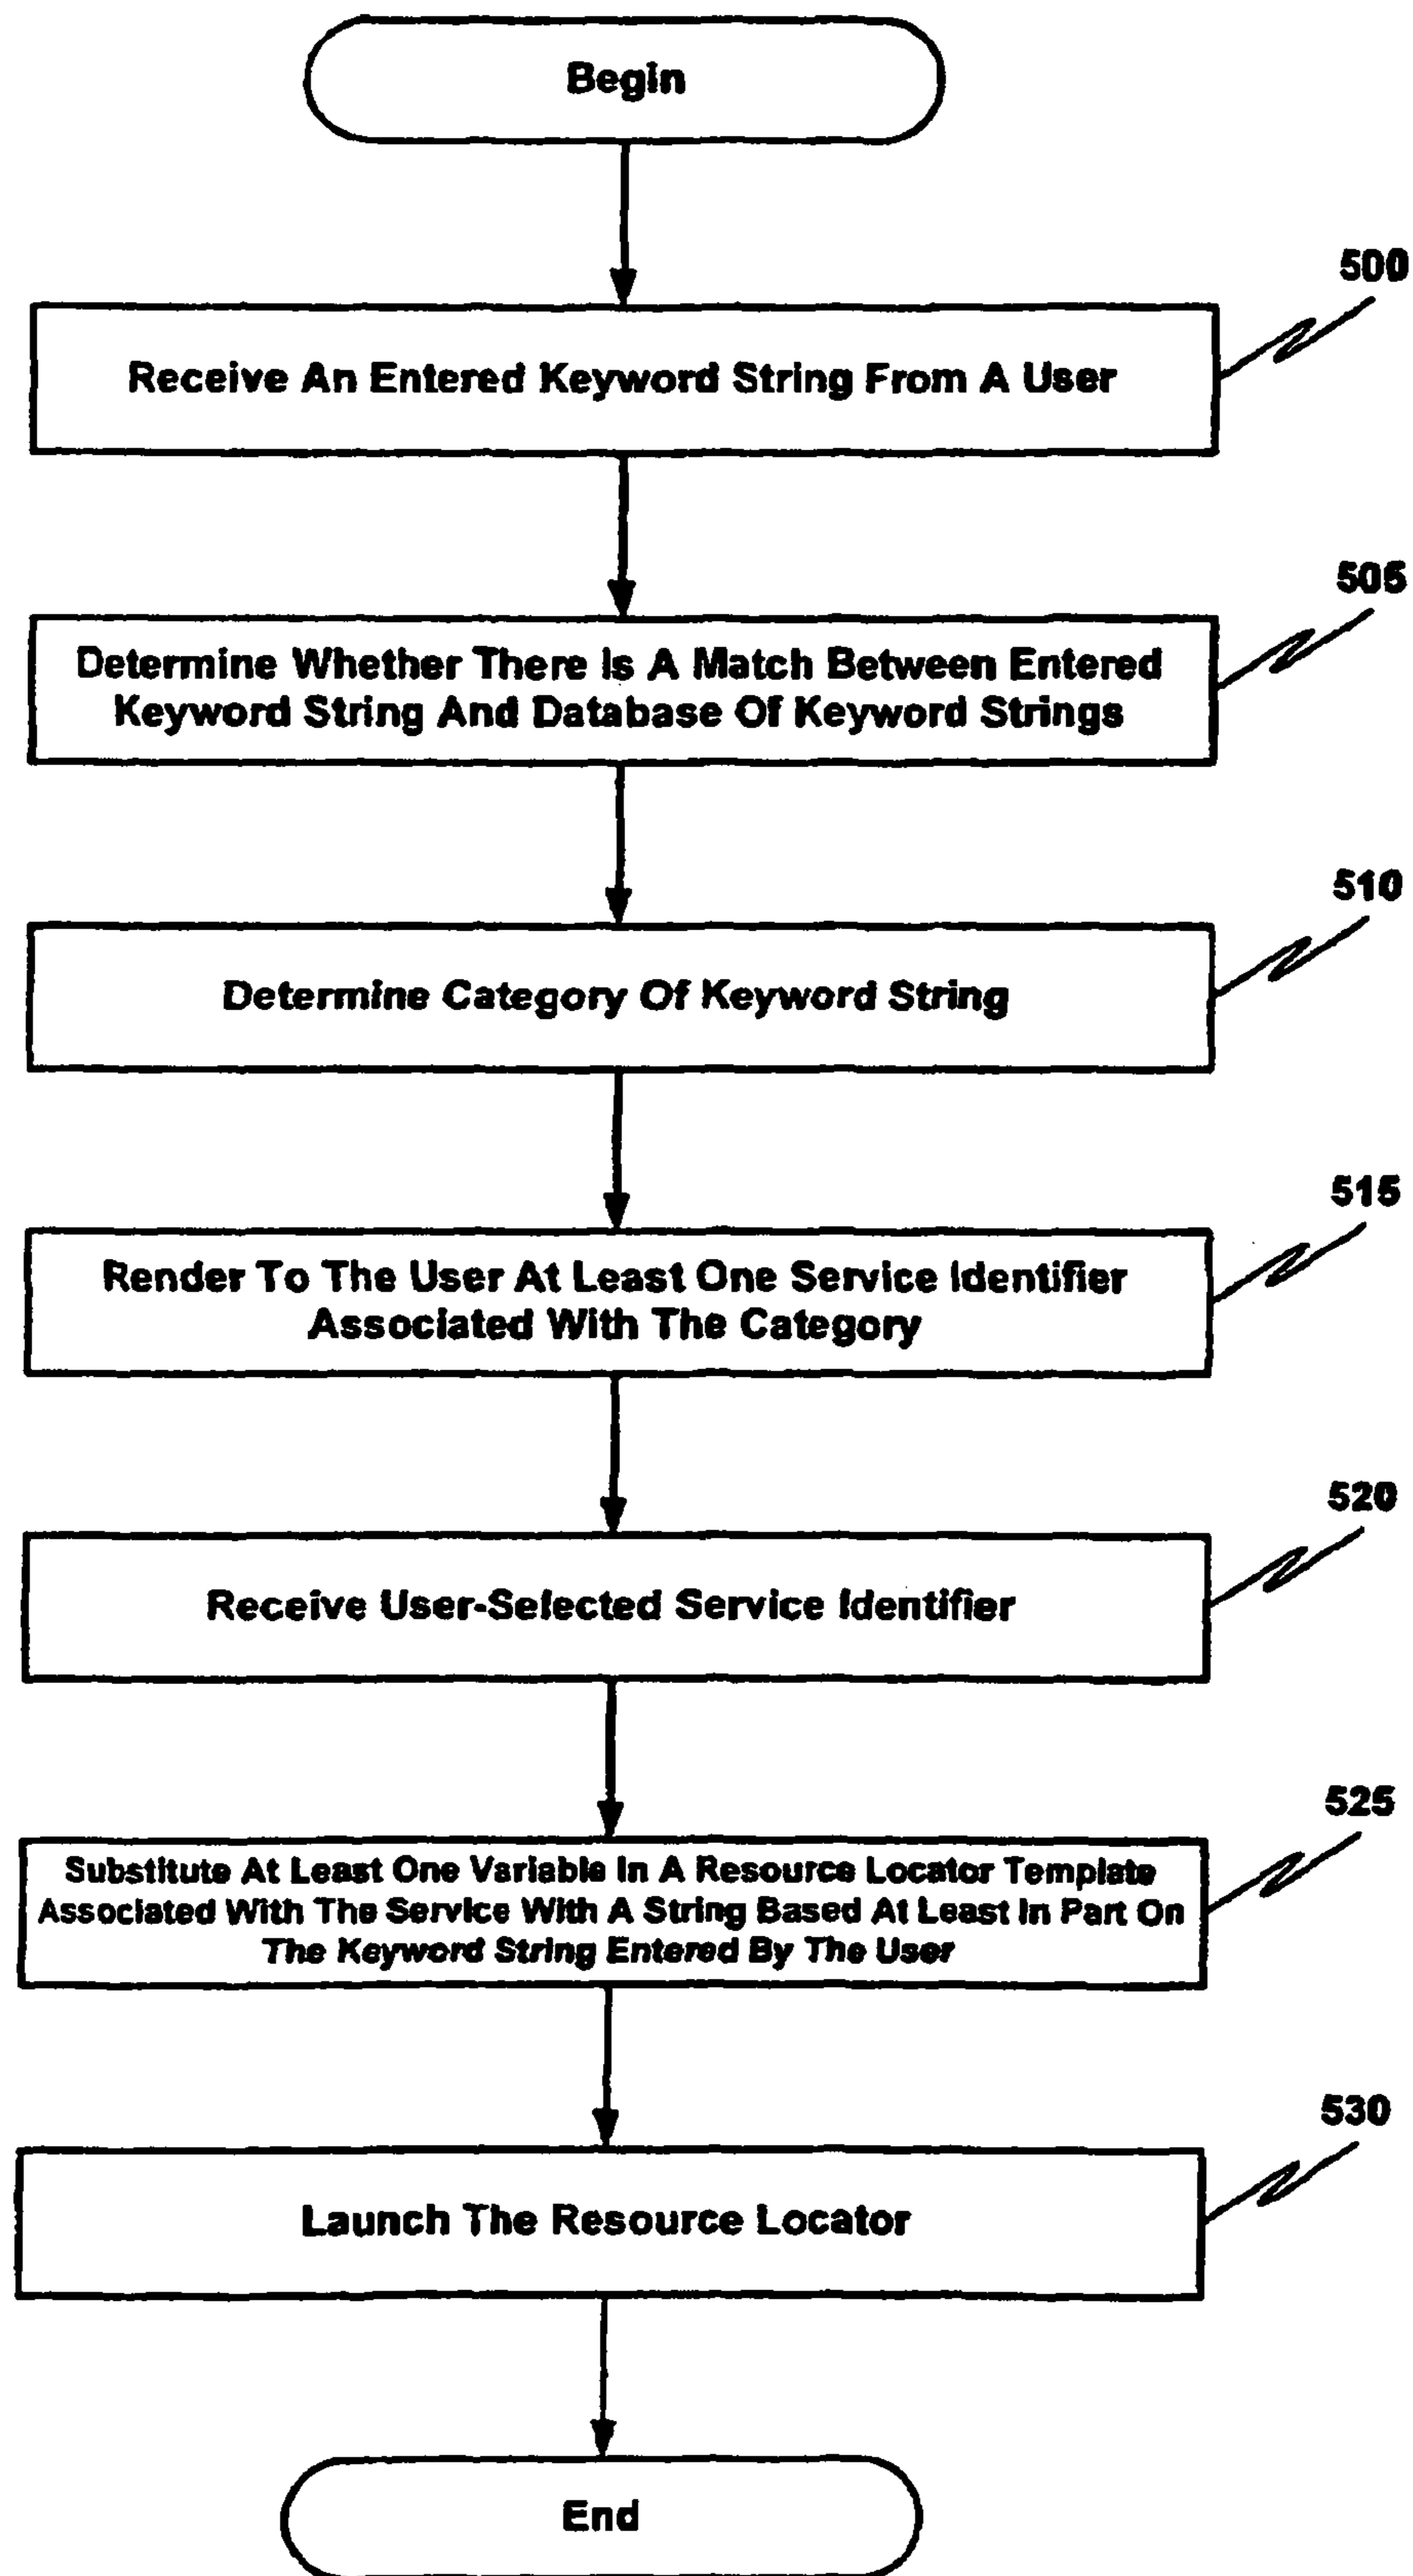 Begin
500
Receive An Entered Keyword String From A User
505
Determine Whether There Is A Match Between Entered
Keyword String And Database Of Keyword Strings
510
Determine Category Of Keyword String
515
Render To The User At Least One Service Identifier
Associated With The Category
520
Receive User-Selected Service Identifier
525
Substitute At Least One Variable In A Resource Locator Template
Associated With The Service With A String Based At Least In Part On
The Keyword String Entered By The User
530
Launch The Resource Locator
End